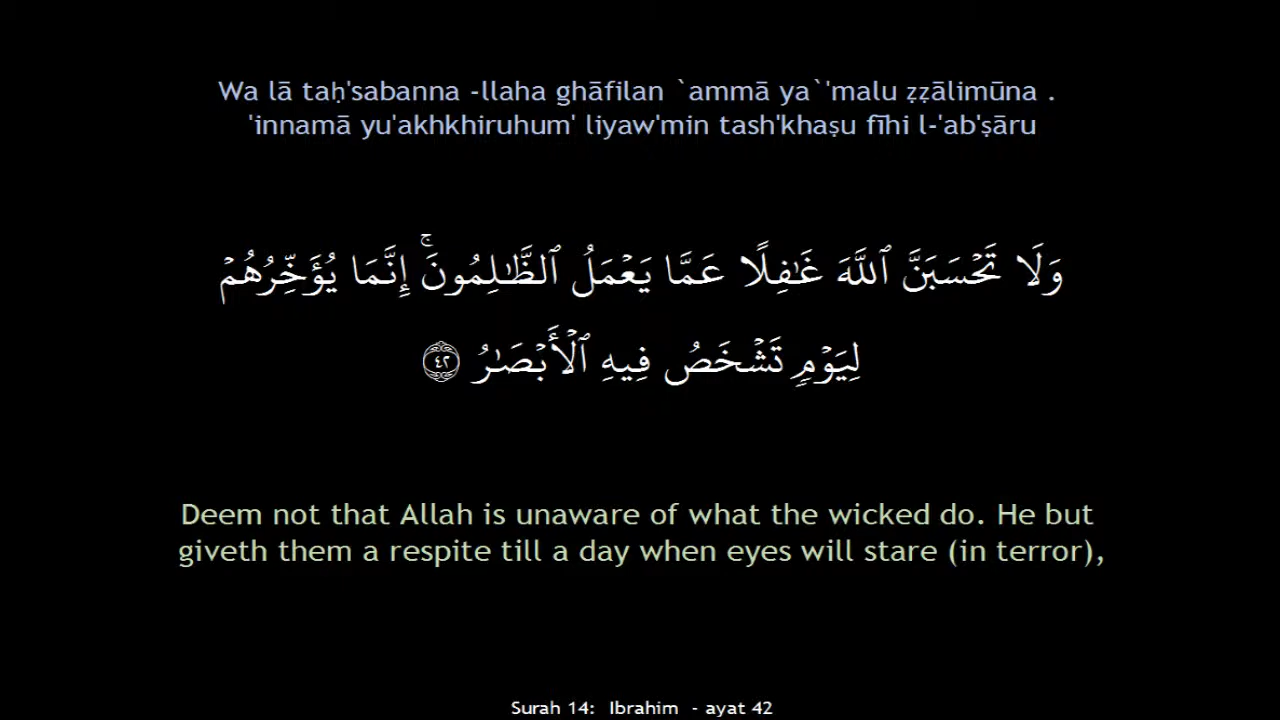 Wa lā taḥ'sabanna -llaha ghāfilan `ammā ya`'malu ẓẓālimūna .
'innamā yu'akhkhiruhum' liyaw'min tash'khaṣu fīhi l-'ab'ṣāru
وَلَا تَحْسَبَنَّ ٱللَّهَ غَـٰفِلًا عَمَّا يَعْمَلُ ٱلظَّـٰلِمُونَ ۚ إِنَّمَا يُؤَخِّرُهُمْ
لِيَوْمٍ تَشْخَصُ فِيهِ ٱلْأَبْصَـٰرُ ٤٢
Deem not that Allah is unaware of what the wicked do. He but
giveth them a respite till a day when eyes will stare (in terror),
Surah 14: Ibrahim - ayat 42